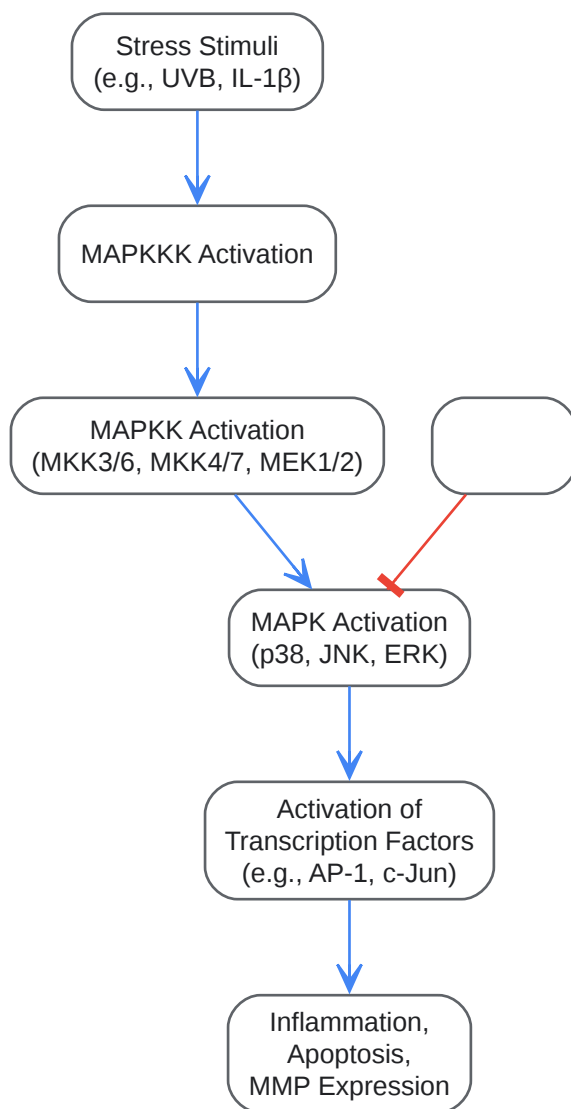 Stress Stimuli
(e.g., UVB, IL-1β)
MAPKKK Activation
MAPKK Activation
(MKK3/6, MKK4/7, MEK1/2)
MAPK Activation
(p38, JNK, ERK)
Activation of
Transcription Factors
(e.g., AP-1, c-Jun)
Inflammation,
Apoptosis,
MMP Expression